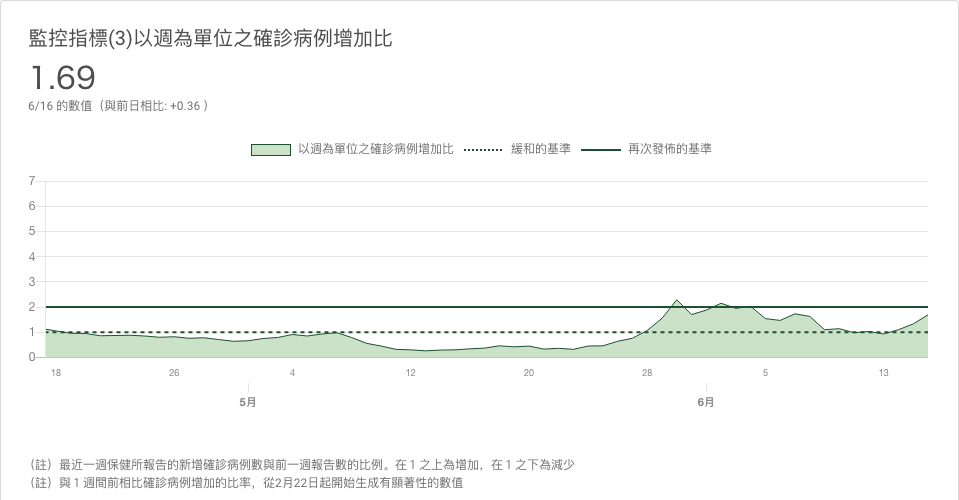 監控指標(3)以週為單位之確診病例增加比
1.69
6/16 的數值（與前日相比: +0.36 ）
以週為單位之確診病例增加比 緩和的基準 再次發佈的基準
7
6
5
4
3
2
1
0
18 26 4 12 20 28 5 13
5月 6月
（註）最近一週保健所報告的新增確診病例數與前一週報告數的比例。在 1 之上為增加，在 1 之下為減少
（註）與 1 週間前相比確診病例增加的比率，從2月22日起開始生成有顯著性的數值